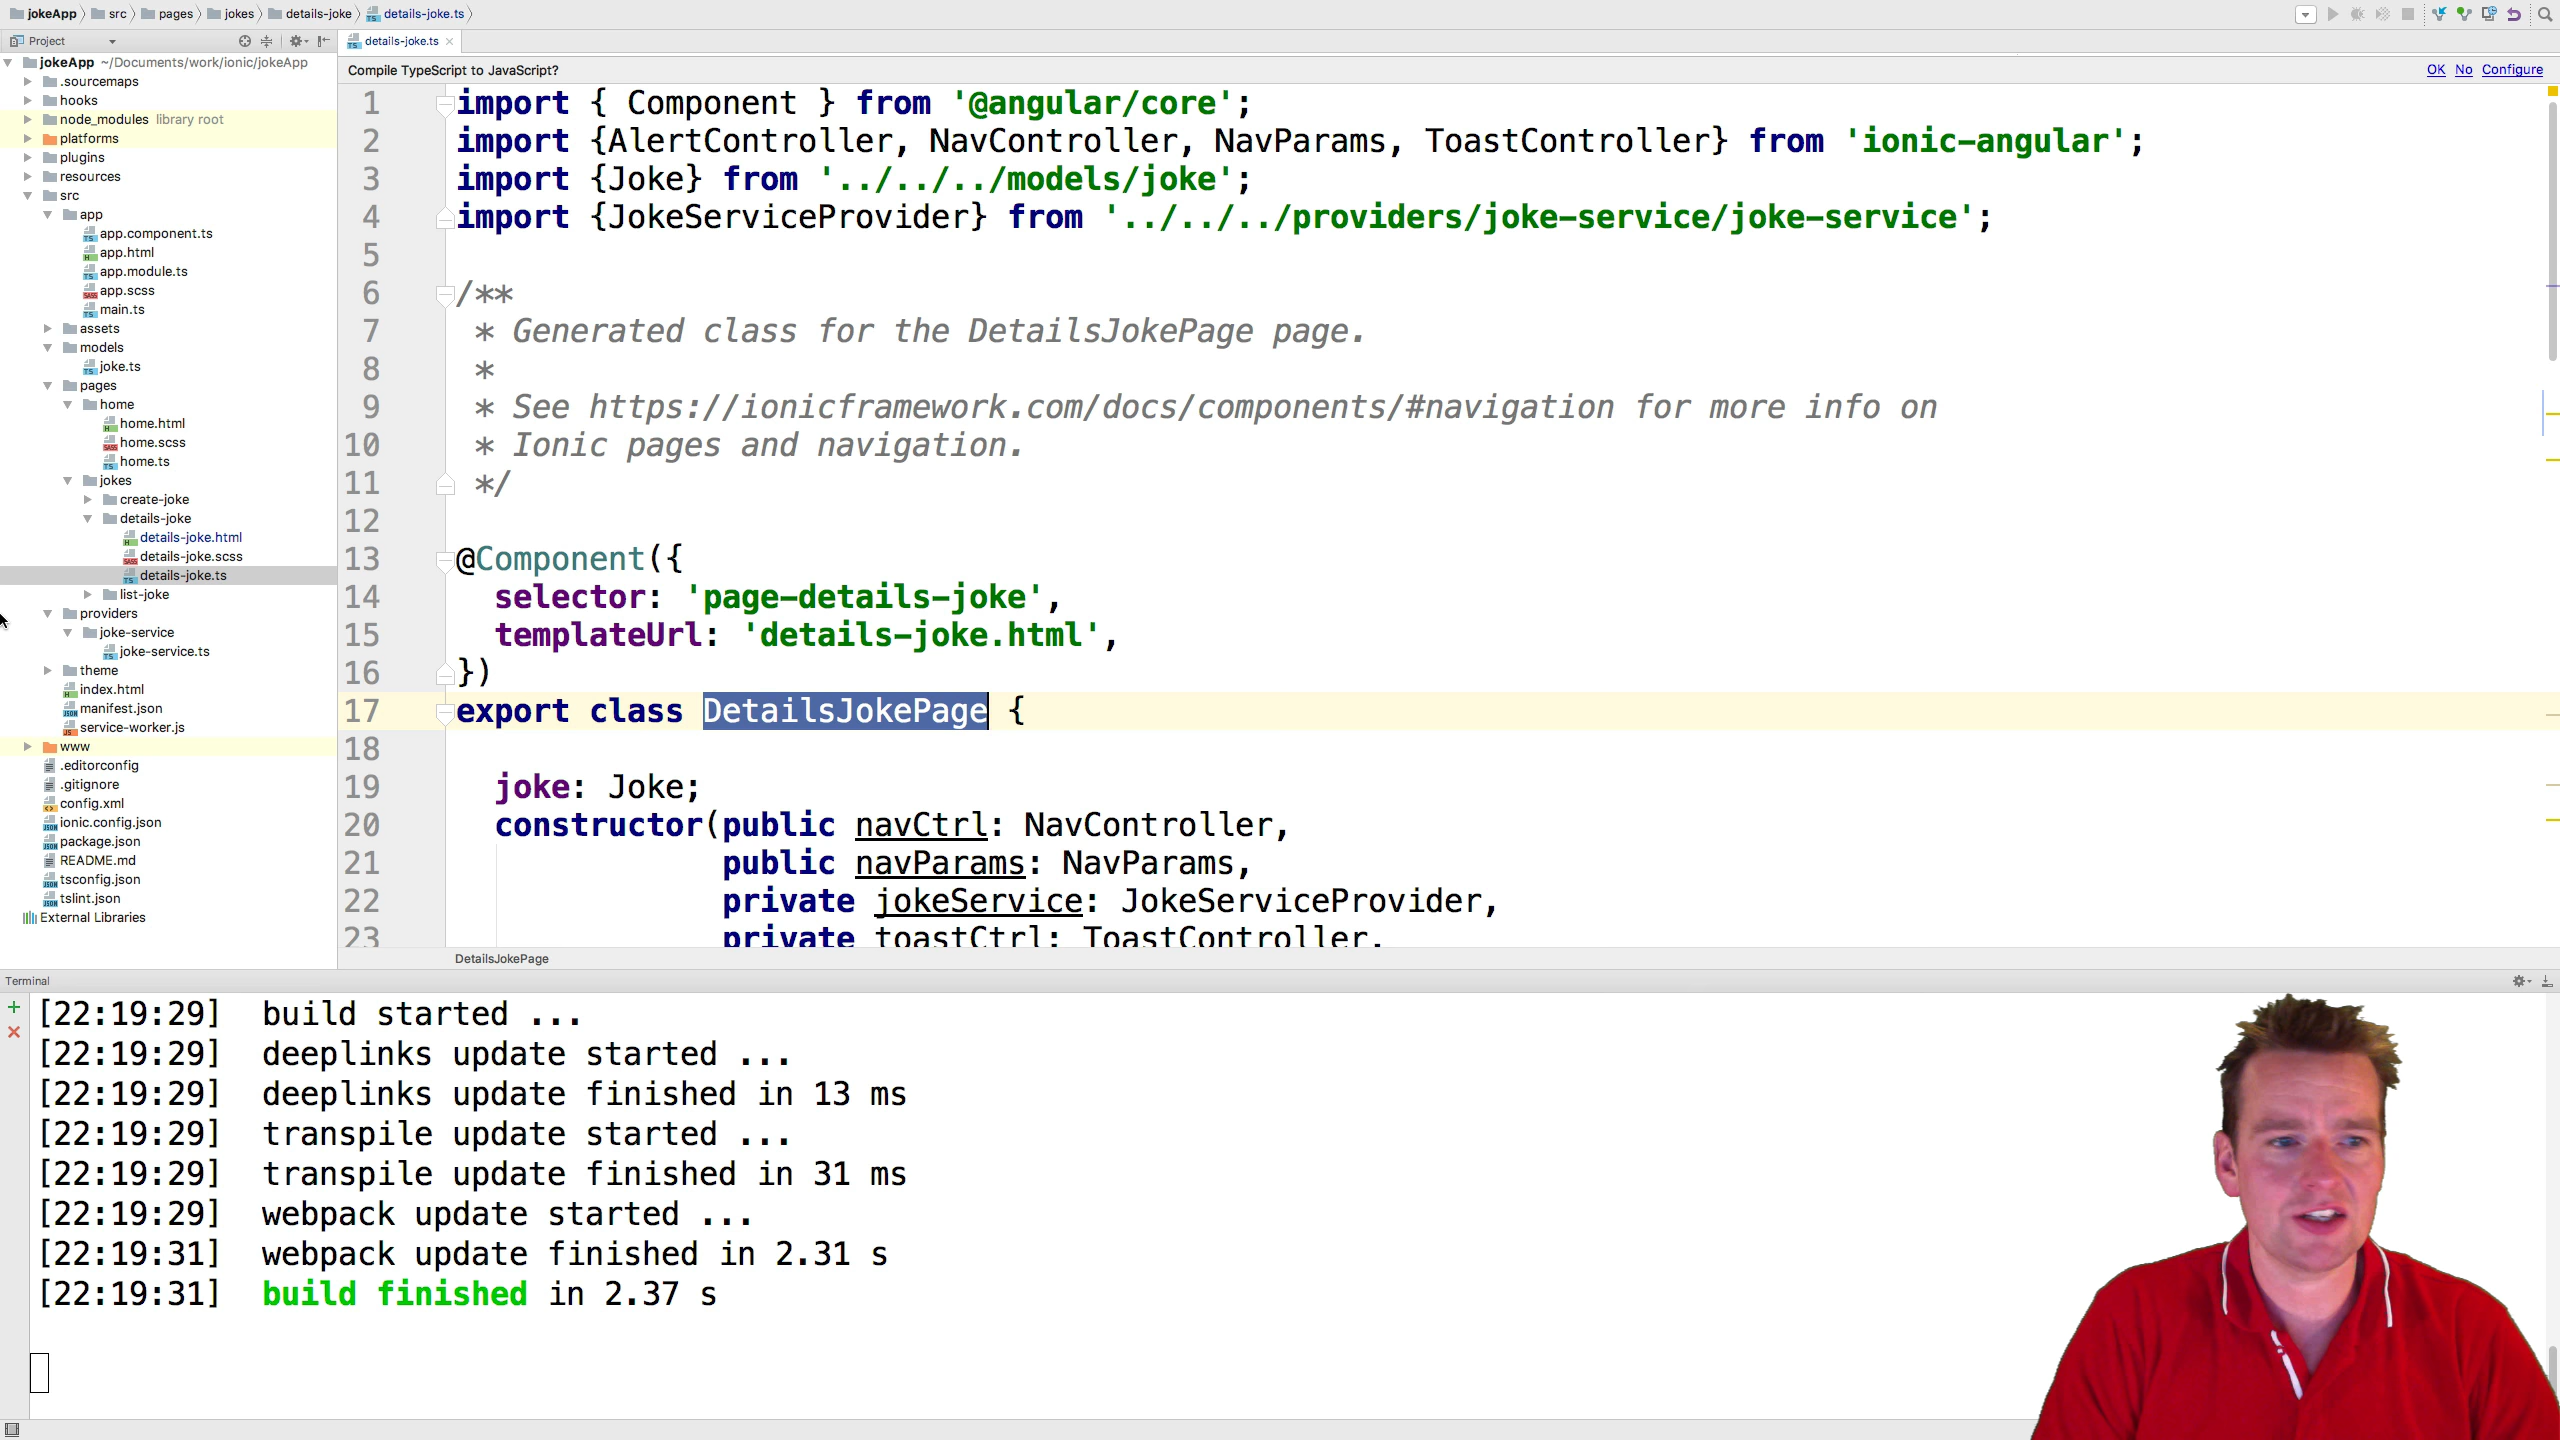 jokeApp src pages jokes details-joke details-joke.ts
Project
details-joke.ts
jokeApp ~/Documents/work/ionic/jokeApp
.sourcemaps
hooks
node_modules library root
platforms
plugins
resources
src
app
app.component.ts
app.html
app.module.ts
app.scss
main.ts
assets
models
joke.ts
pages
home
home.html
home.scss
home.ts
jokes
create-joke
details-joke
details-joke.html
details-joke.scss
details-joke.ts
list-joke
providers
joke-service
joke-service.ts
theme
index.html
manifest.json
service-worker.js
www
.editorconfig
.gitignore
config.xml
ionic.config.json
package.json
README.md
tsconfig.json
tslint.json
External Libraries
Compile TypeScript to JavaScript? OK No Configure
1 import { Component } from '@angular/core';
2 import {AlertController, NavController, NavParams, ToastController} from 'ionic-angular';
3 import {Joke} from '../../../models/joke';
4 import {JokeServiceProvider} from '../../../providers/joke-service/joke-service';
5
6 /**
7 * Generated class for the DetailsJokePage page.
8 *
9 * See https://ionicframework.com/docs/components/#navigation for more info on
10 * Ionic pages and navigation.
11 */
12
13 @Component({
14 selector: 'page-details-joke',
15 templateUrl: 'details-joke.html',
16 })
17 export class DetailsJokePage {
18
19 joke: Joke;
20 constructor(public navCtrl: NavController,
21 public navParams: NavParams,
22 private jokeService: JokeServiceProvider,
23 private toastCtrl: ToastController,
DetailsJokePage
Terminal
[22:19:29] build started ...
[22:19:29] deeplinks update started ...
[22:19:29] deeplinks update finished in 13 ms
[22:19:29] transpile update started ...
[22:19:29] transpile update finished in 31 ms
[22:19:29] webpack update started ...
[22:19:31] webpack update finished in 2.31 s
[22:19:31] build finished in 2.37 s